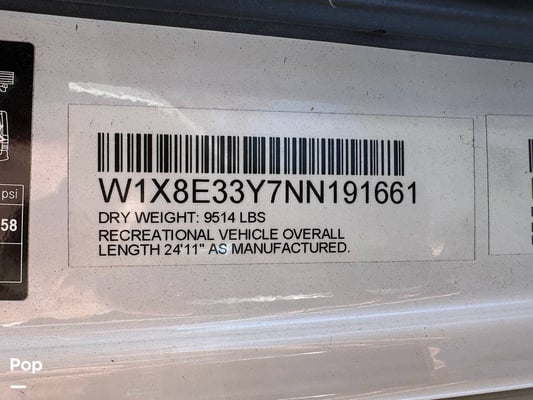 psi
58
W1X8E33Y7NN191661
DRY WEIGHT: 9514 LBS
RECREATIONAL VEHICLE OVERALL
LENGTH 24'11" AS MANUFACTURED.
Pop